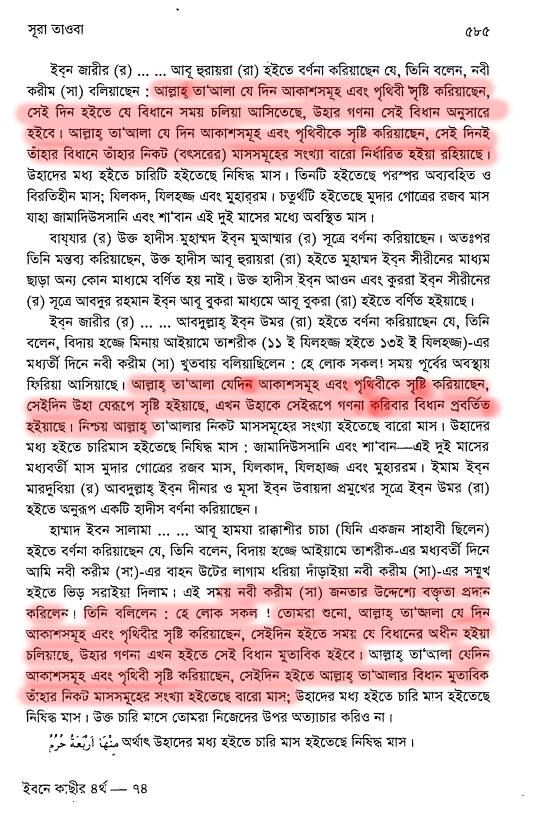 সূরা তাওবা ৫৮৫
ইব্‌ন জারীর (র) ... ... আবূ হুরায়রা (রা) হইতে বর্ণনা করিয়াছেন যে, তিনি বলেন, নবী
করীম (সা) বলিয়াছেন : আল্লাহ্ তা'আলা যে দিন আকাশসমূহ এবং পৃথিবী সৃষ্টি করিয়াছেন,
সেই দিন হইতে যে বিধানে সময় চলিয়া আসিতেছে, উহার গণনা সেই বিধান অনুসারে
হইবে। আল্লাহ্ তা'আলা যে দিন আকাশসমূহ এবং পৃথিবীকে সৃষ্টি করিয়াছেন, সেই দিনই
তাঁহার বিধানে তাঁহার নিকট (বৎসরের) মাসসমূহের সংখ্যা বারো নির্ধারিত হইয়া রহিয়াছে।
উহাদের মধ্য হইতে চারিটি হইতেছে নিষিদ্ধ মাস। তিনটি হইতেছে পরস্পর অব্যবহিত ও
বিরতিহীন মাস; যিলকদ, যিলহজ্জ এবং মুহাররম। চতুর্থটি হইতেছে মুদার গোত্রের রজব মাস
যাহা জামাদিউসসানি এবং শা'বান এই দুই মাসের মধ্যে অবস্থিত মাস।
বায্‌যার (র) উক্ত হাদীস মুহাম্মদ ইব্‌ন মুআম্মার (র) সূত্রে বর্ণনা করিয়াছেন। অতঃপর
তিনি মন্তব্য করিয়াছেন, উক্ত হাদীস আবূ হুরায়রা (রা) হইতে মুহাম্মদ ইব্‌ন সীরীনের মাধ্যম
ছাড়া অন্য কোন মাধ্যমে বর্ণিত হয় নাই। উক্ত হাদীস ইব্‌ন আওন এবং কুররা ইব্‌ন সীরীনের
(র) সূত্রে আবদুর রহমান ইব্‌ন আবূ বুকরা মাধ্যমে আবূ বুকরা (রা) হইতে বর্ণিত হইয়াছে।
ইব্‌ন জারীর (র) ... ... আবদুল্লাহ্ ইব্‌ন উমর (রা) হইতে বর্ণনা করিয়াছেন যে, তিনি
বলেন, বিদায় হজ্জে মিনায় আইয়ামে তাশরীক (১১ ই যিলহজ্জ হইতে ১৩ই ই যিলহজ্জ)-এর
মধ্যর্তী দিনে নবী করীম (সা) খুতবায় বলিয়াছিলেন : হে লোক সকল! সময় পূর্বের অবস্থায়
ফিরিয়া আসিয়াছে। আল্লাহ্ তা'আলা যেদিন আকাশসমূহ এবং পৃথিবীকে সৃষ্টি করিয়াছেন,
সেইদিন উহা যেরূপে সৃষ্টি হইয়াছে, এখন উহাকে সেইরূপে গণনা করিবার বিধান প্রবর্তিত
হইয়াছে। নিশ্চয় আল্লাহ্ তা'আলার নিকট মাসসমূহের সংখ্যা হইতেছে বারো মাস। উহাদের
মধ্য হইতে চারিমাস হইতেছে নিষিদ্ধ মাস : জামাদিউসসানি এবং শা'বান—এই দুই মাসের
মধ্যবর্তী মাস মুদার গোত্রের রজব মাস, যিলকাদ, যিলহাজ্জ এবং মুহাররম। ইমাম ইব্‌ন
মারদুবিয়া (র) আবদুল্লাহ্ ইব্‌ন দীনার ও মূসা ইব্‌ন উবায়দা প্রমুখের সূত্রে ইব্‌ন উমর (রা)
হইতে অনুরূপ একটি হাদীস বর্ণনা করিয়াছেন।
হাম্মাদ ইবন সালামা ... ... আবূ হামযা রাক্কাশীর চাচা (যিনি একজন সাহাবী ছিলেন)
হইতে বর্ণনা করিয়াছেন যে, তিনি বলেন, বিদায় হজ্জে আইয়ামে তাশরীক-এর মধ্যবর্তী দিনে
আমি নবী করীম (স:)-এর বাহন উটের লাগাম ধরিয়া দাঁড়াইয়া নবী করীম (সা)-এর সম্মুখ
হইতে ভিড় সরাইয়া দিলাম। এই সময় নবী করীম (সা) জনতার উদ্দেশ্যে বক্তৃতা প্রদান
করিলেন। তিনি বলিলেন : হে লোক সকল ! তোমরা শুনো, আল্লাহ্ তা'আলা যে দিন
আকাশসমূহ এবং পৃথিবীর সৃষ্টি করিয়াছেন, সেইদিন হইতে সময় যে বিধানের অধীন হইয়া
চলিয়াছে, উহার গণনা এখন হইতে সেই বিধান মুতাবিক হইবে। আল্লাহ্ তা'আলা যেদিন
আকাশসমূহ এবং পৃথিবী সৃষ্টি করিয়াছেন, সেইদিন হইতে আল্লাহ্ তা'আলার বিধান মুতাবিক
তাঁহার নিকট মাসসমূহের সংখ্যা হইতেছে বারো মাস; উহাদের মধ্য হইতে চারি মাস হইতেছে
নিষিদ্ধ মাস। উক্ত চারি মাসে তোমরা নিজেদের উপর অত্যাচার করিও না।
مِنْهَا أَرْبَعَةٌ حُرُمٌ অর্থাৎ উহাদের মধ্য হইতে চারি মাস হইতেছে নিষিদ্ধ মাস।
ইবনে কাছীর ৪র্থ — ৭৪